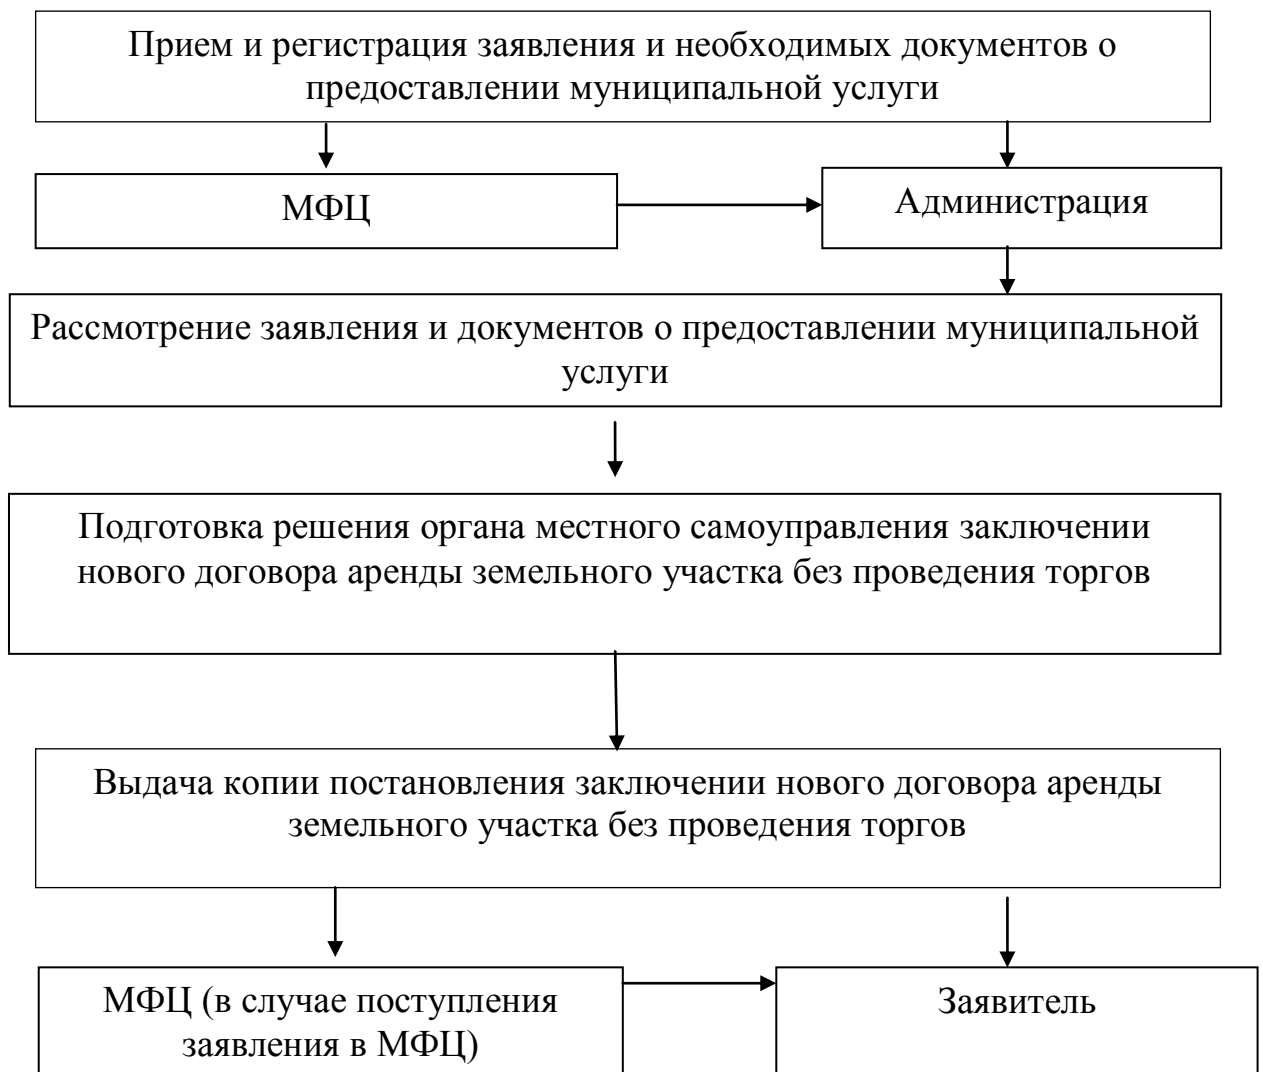 Прием и регистрация заявления и необходимых документов о
предоставлении муниципальной услуги
МФЦ
Администрация
Рассмотрение заявления и документов о предоставлении муниципальной
услуги
Подготовка решения органа местного самоуправления заключении
нового договора аренды земельного участка без проведения торгов
Выдача копии постановления заключении нового договора аренды
земельного участка без проведения торгов
МФЦ (в случае поступления
заявления в МФЦ)
Заявитель